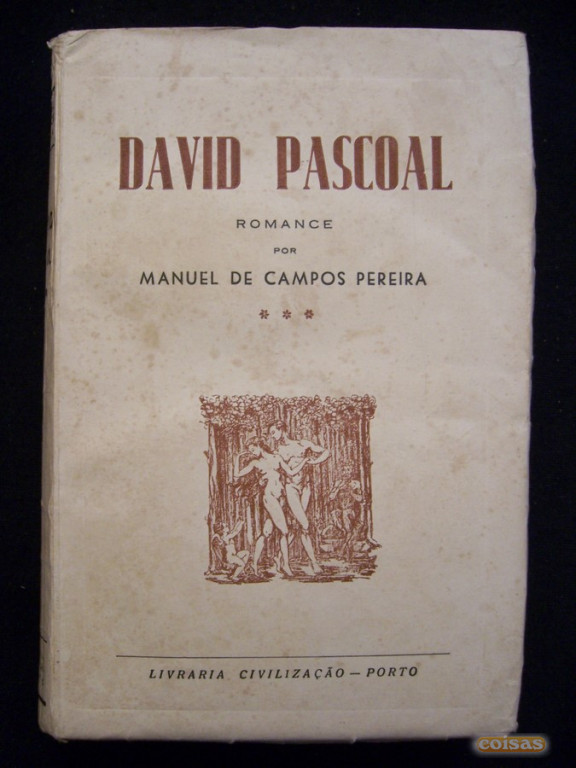 DAVID PASCOAL
ROMANCE
POR
MANUEL DE CAMPOS PEREIRA
* * *
LIVRARIA CIVILIZAÇÃO — PORTO
coisas